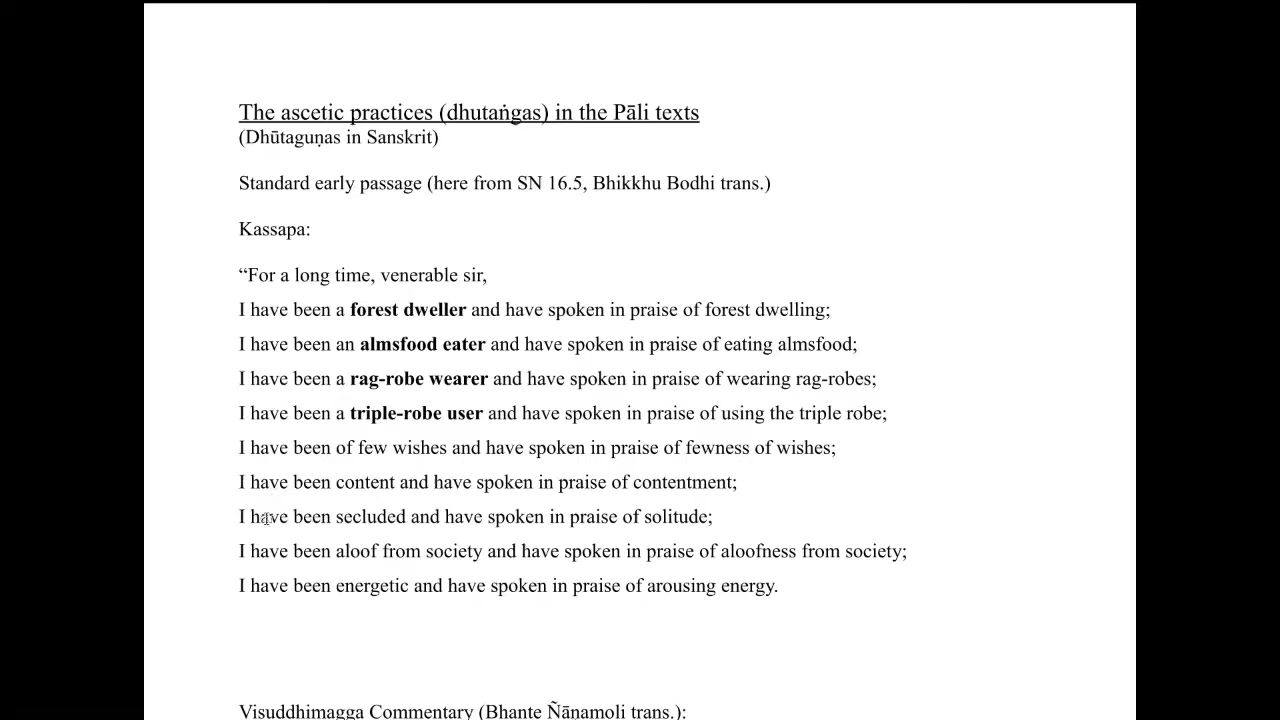 The ascetic practices (dhutaṅgas) in the Pāli texts
(Dhūtaguṇas in Sanskrit)
Standard early passage (here from SN 16.5, Bhikkhu Bodhi trans.)
Kassapa:
“For a long time, venerable sir,
I have been a forest dweller and have spoken in praise of forest dwelling;
I have been an almsfood eater and have spoken in praise of eating almsfood;
I have been a rag-robe wearer and have spoken in praise of wearing rag-robes;
I have been a triple-robe user and have spoken in praise of using the triple robe;
I have been of few wishes and have spoken in praise of fewness of wishes;
I have been content and have spoken in praise of contentment;
I have been secluded and have spoken in praise of solitude;
I have been aloof from society and have spoken in praise of aloofness from society;
I have been energetic and have spoken in praise of arousing energy.
Visuddhimagga Commentary (Bhante Ñāṇamoli trans.):